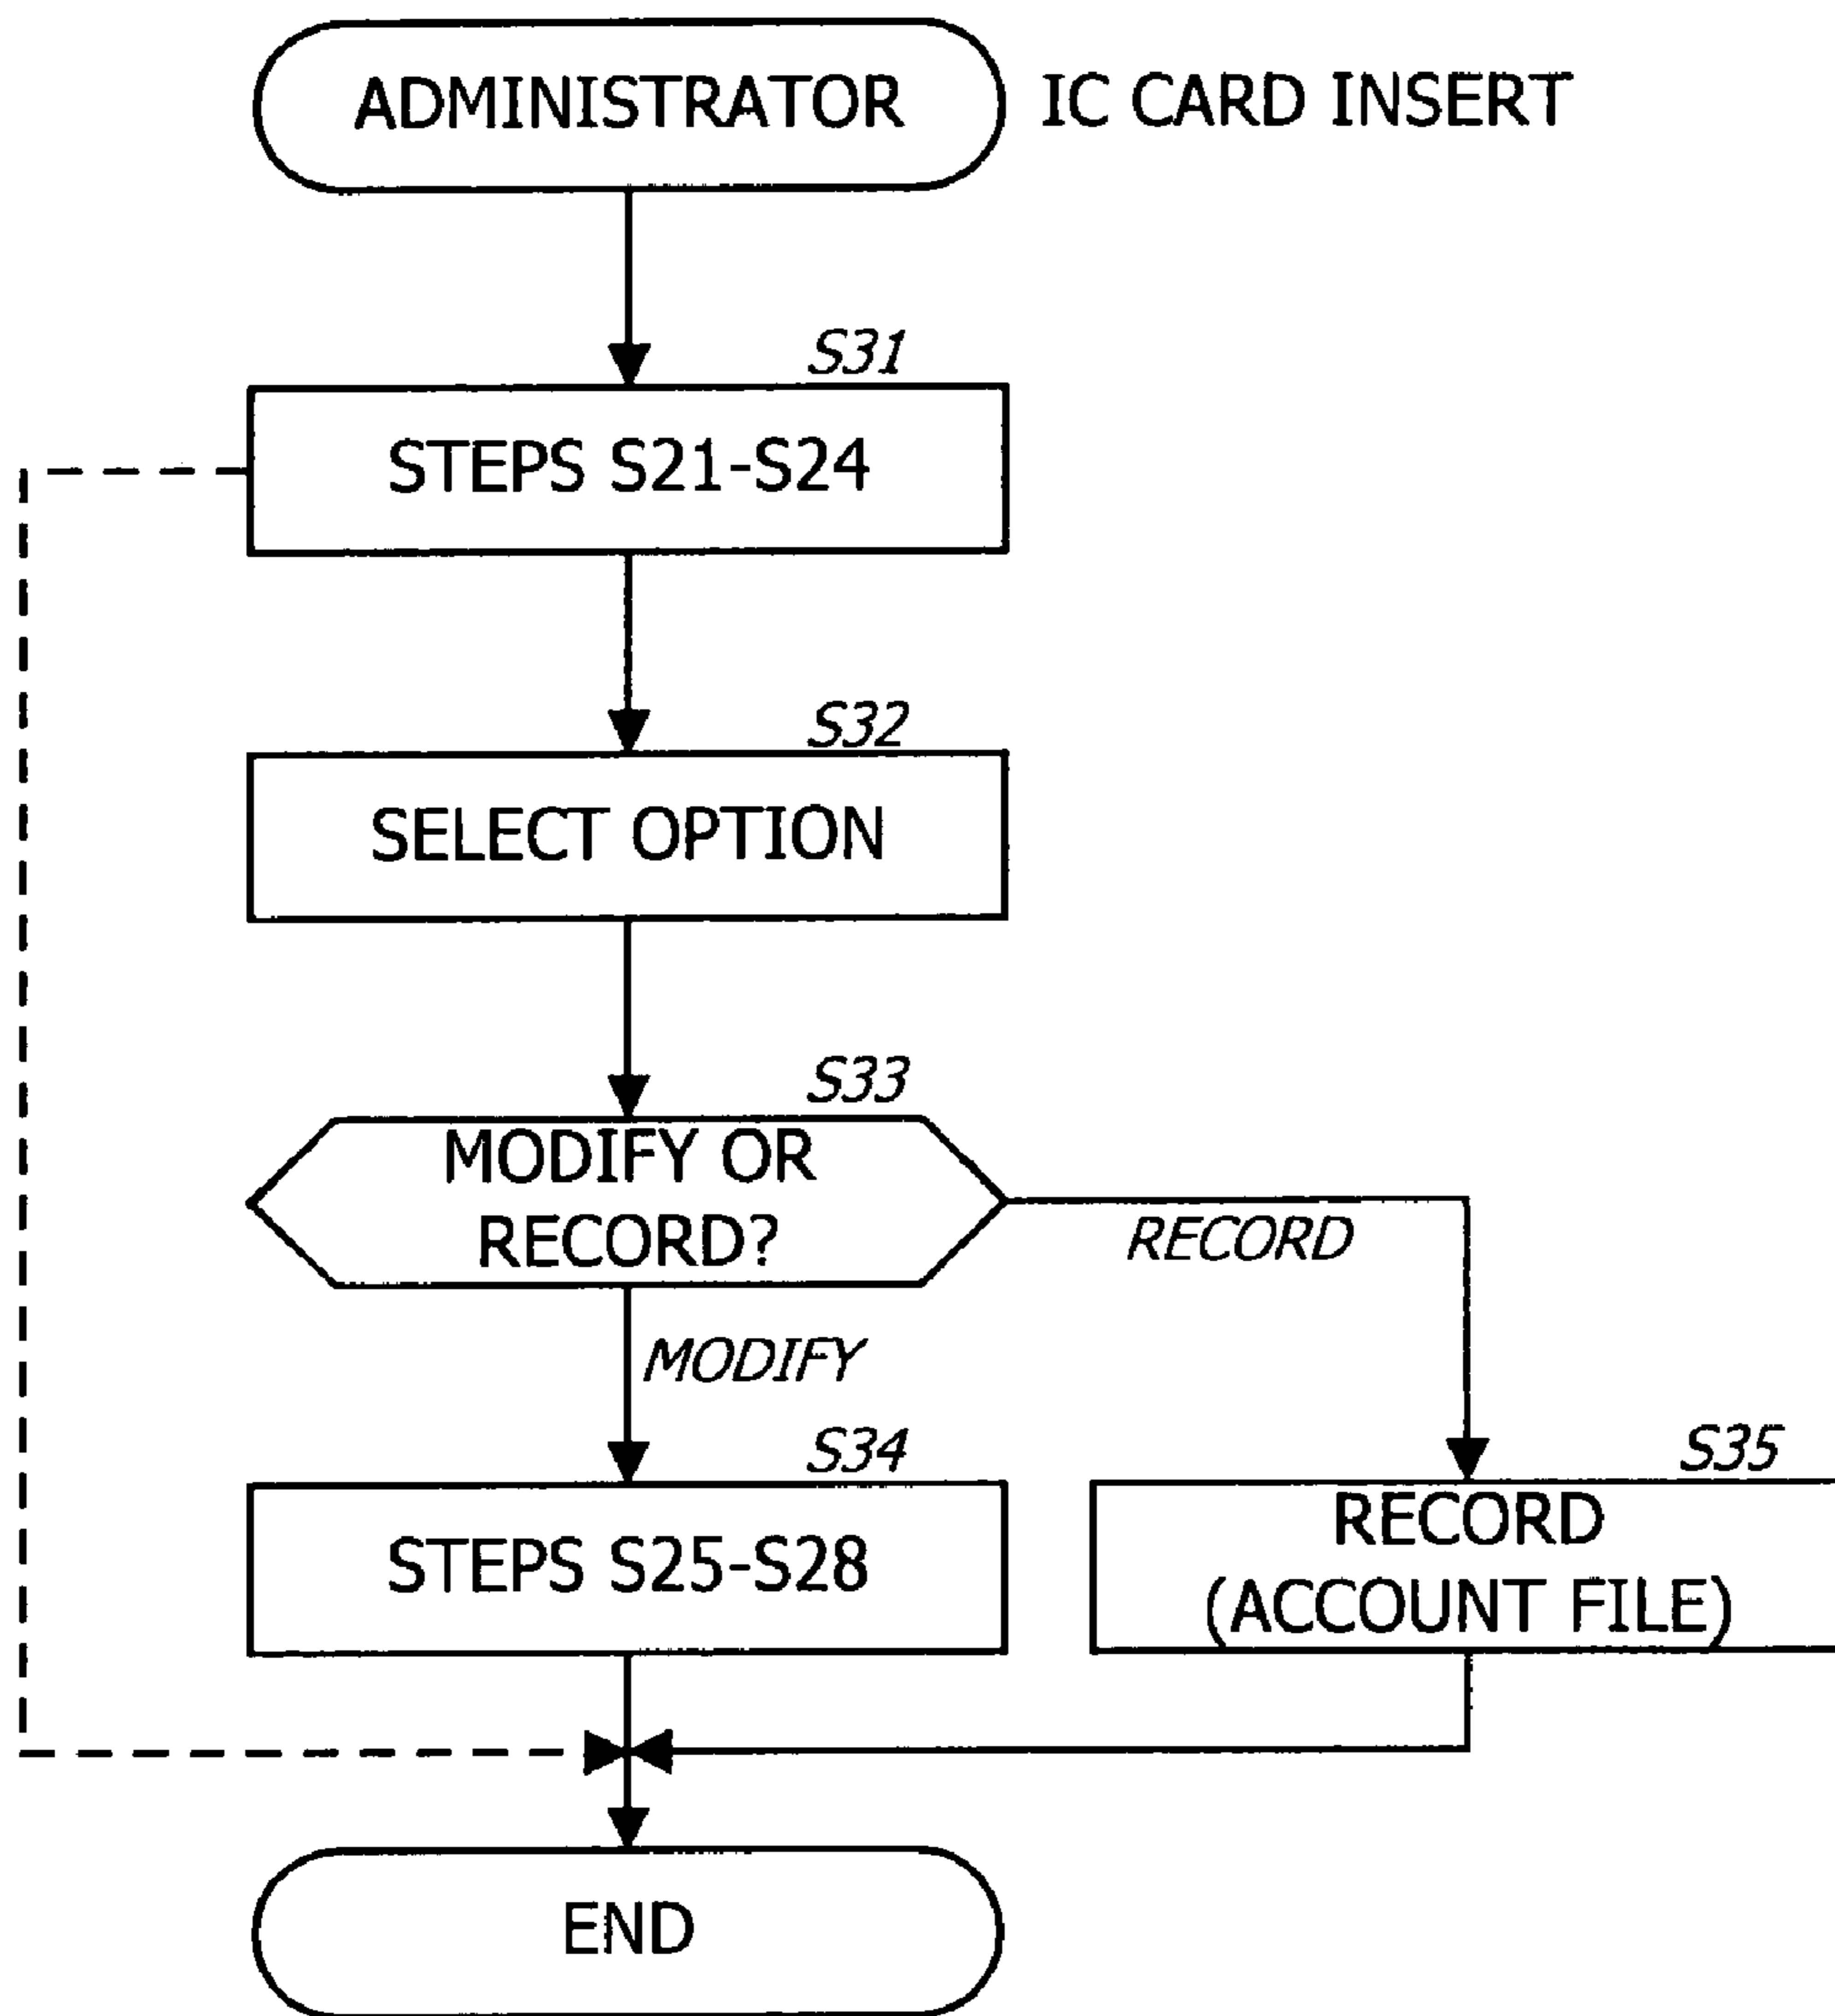 ADMINISTRATOR IC CARD INSERT
S31
STEPS S21-S24
S32
SELECT OPTION
S33
MODIFY OR
RECORD?
RECORD
MODIFY
S34
STEPS S25-S28
S35
RECORD
(ACCOUNT FILE)
END